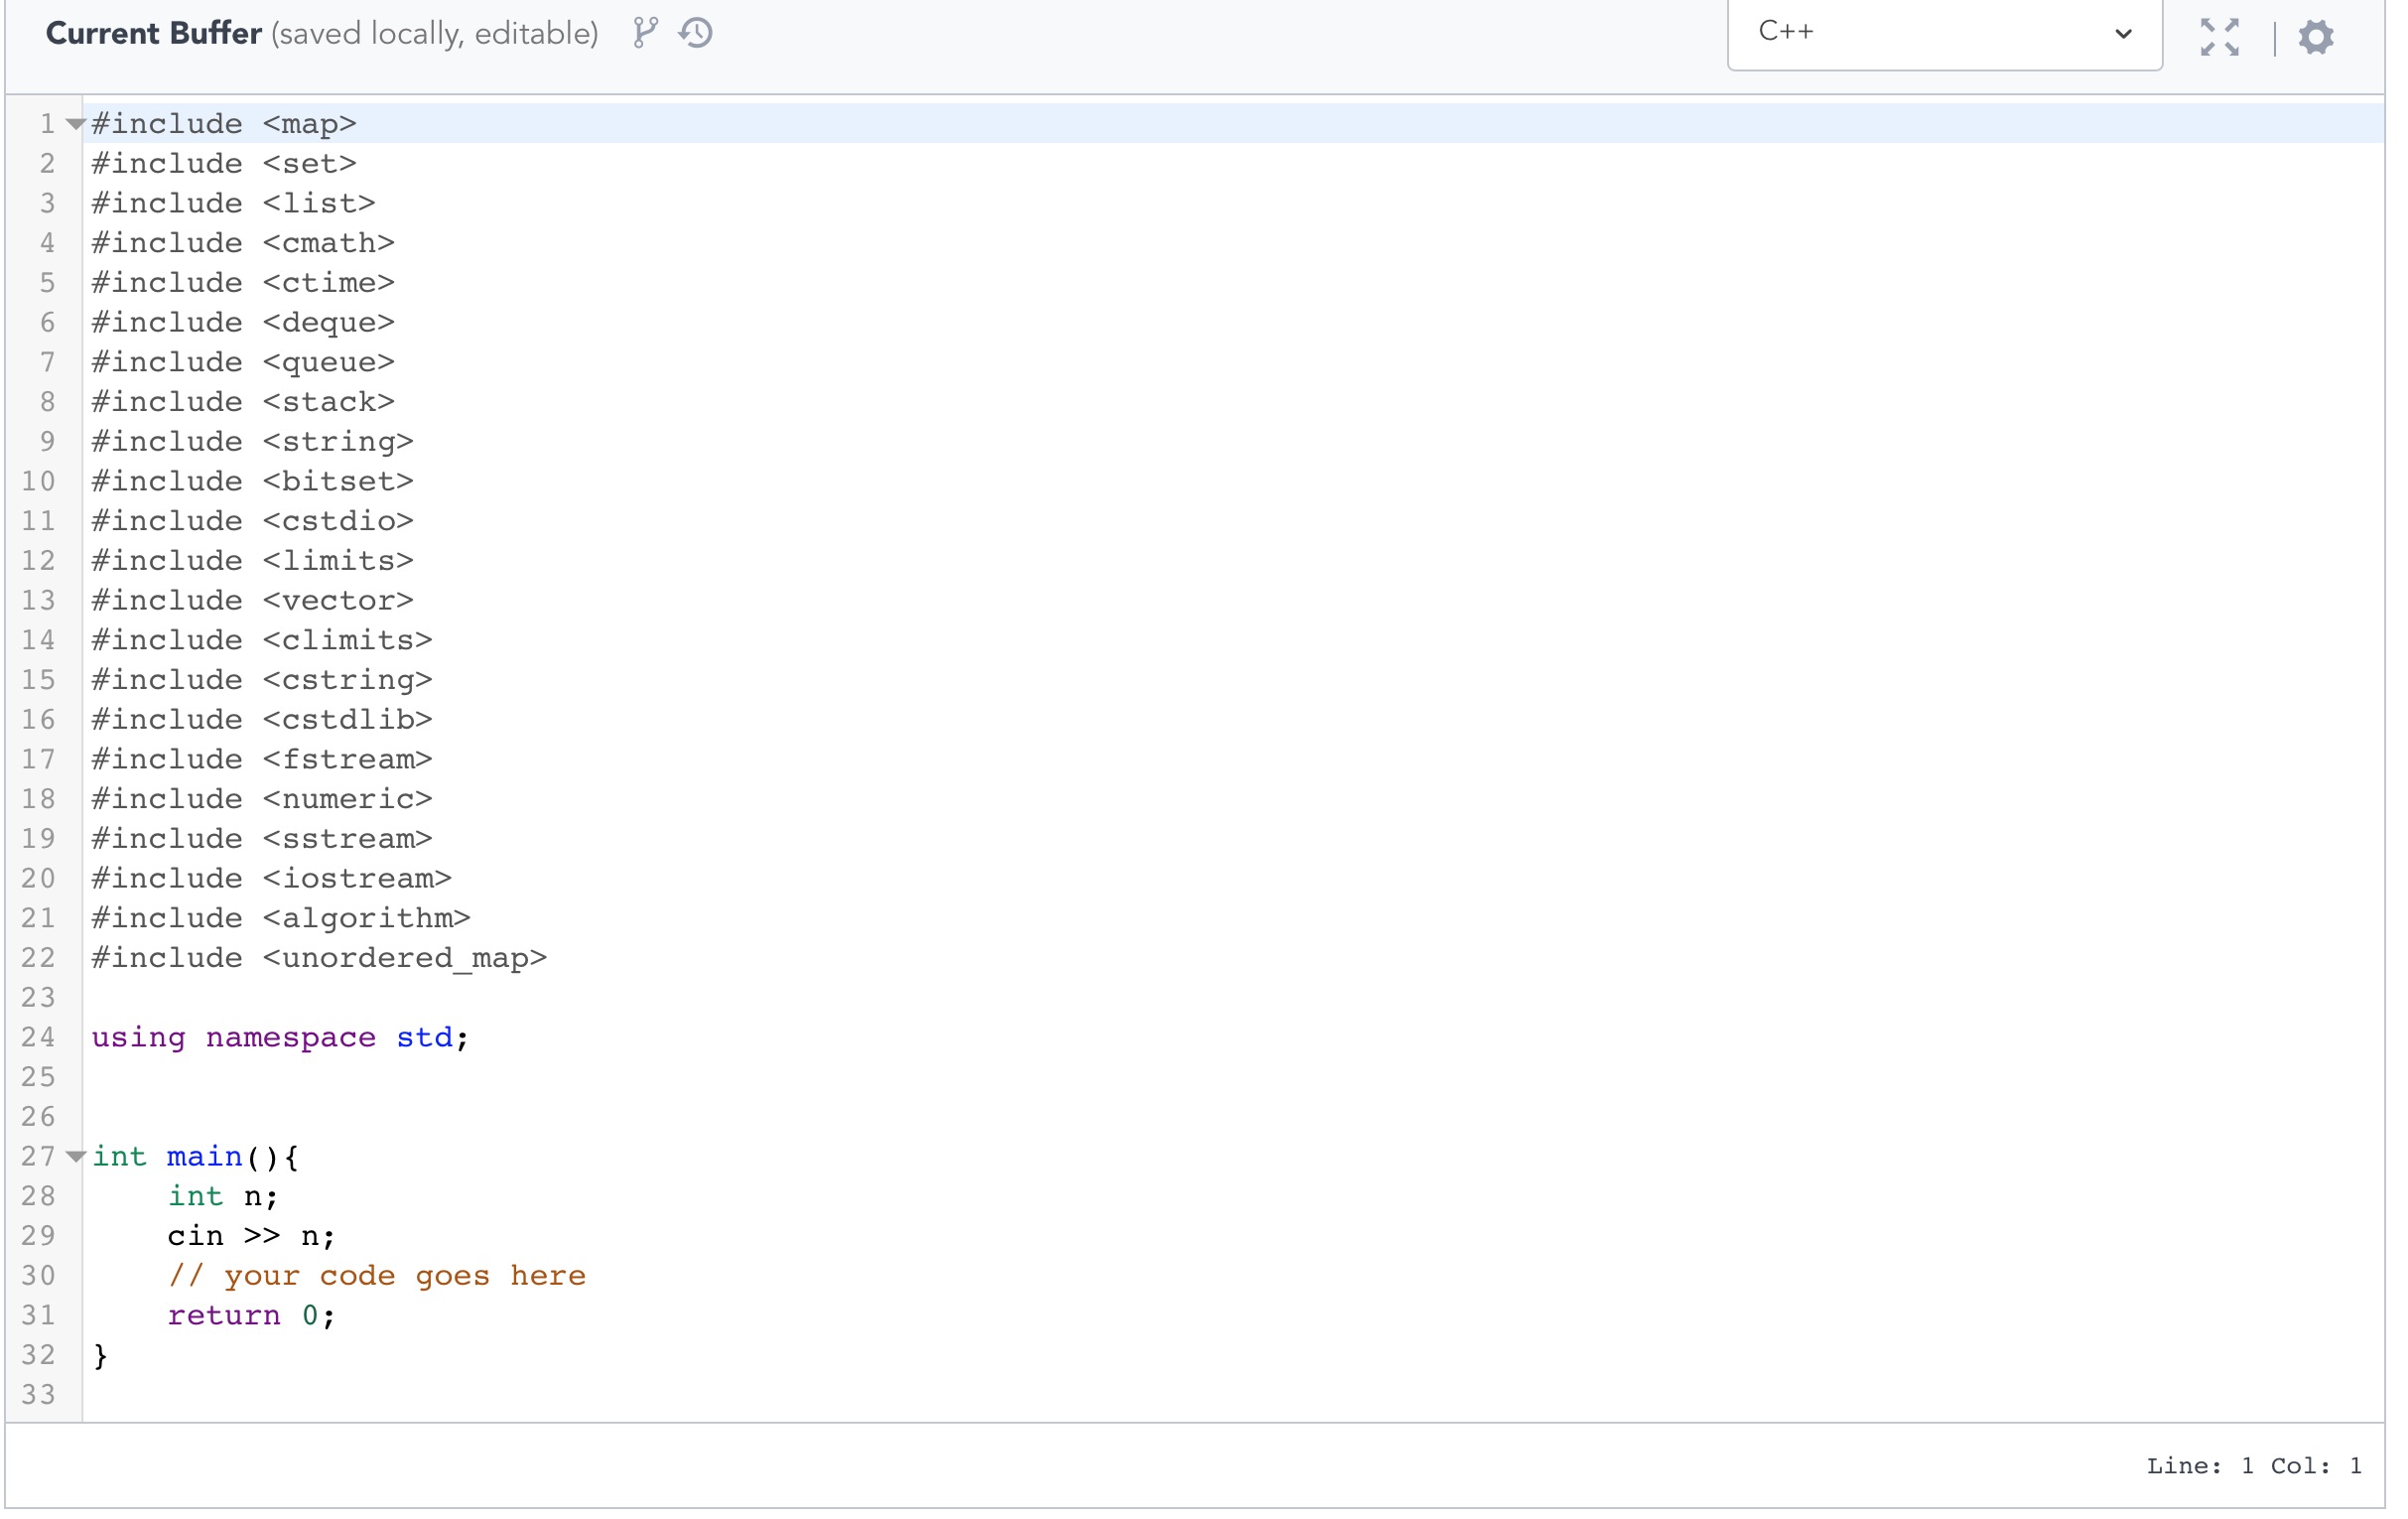 Current Buffer (saved locally, editable)
C++
1 #include <map>
2 #include <set>
3 #include <list>
4 #include <cmath>
5 #include <ctime>
6 #include <deque>
7 #include <queue>
8 #include <stack>
9 #include <string>
10 #include <bitset>
11 #include <cstdio>
12 #include <limits>
13 #include <vector>
14 #include <climits>
15 #include <cstring>
16 #include <cstdlib>
17 #include <fstream>
18 #include <numeric>
19 #include <sstream>
20 #include <iostream>
21 #include <algorithm>
22 #include <unordered_map>
23
24 using namespace std;
25
26
27 int main(){
28     int n;
29     cin >> n;
30     // your code goes here
31     return 0;
32 }
33
Line: 1 Col: 1